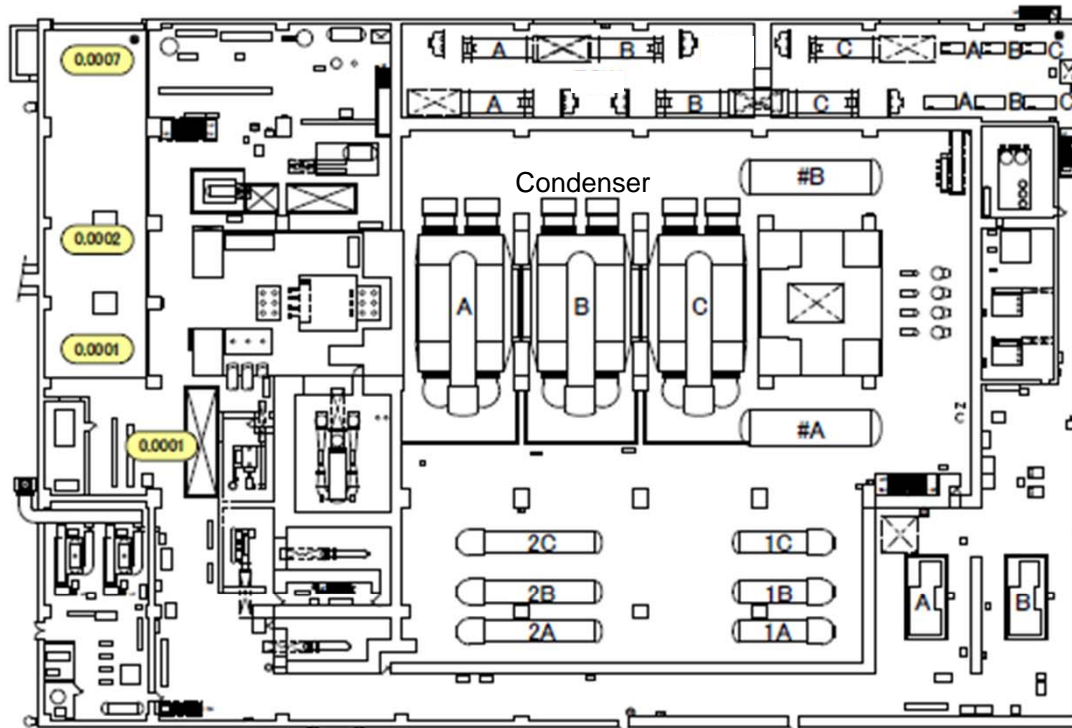 0.0007
A B C A B C
A B C A B C
Condenser
#B
0.0002
A B C
0.0001
#A
0.0001
2C 1C
2B 1B
A B
2A 1A